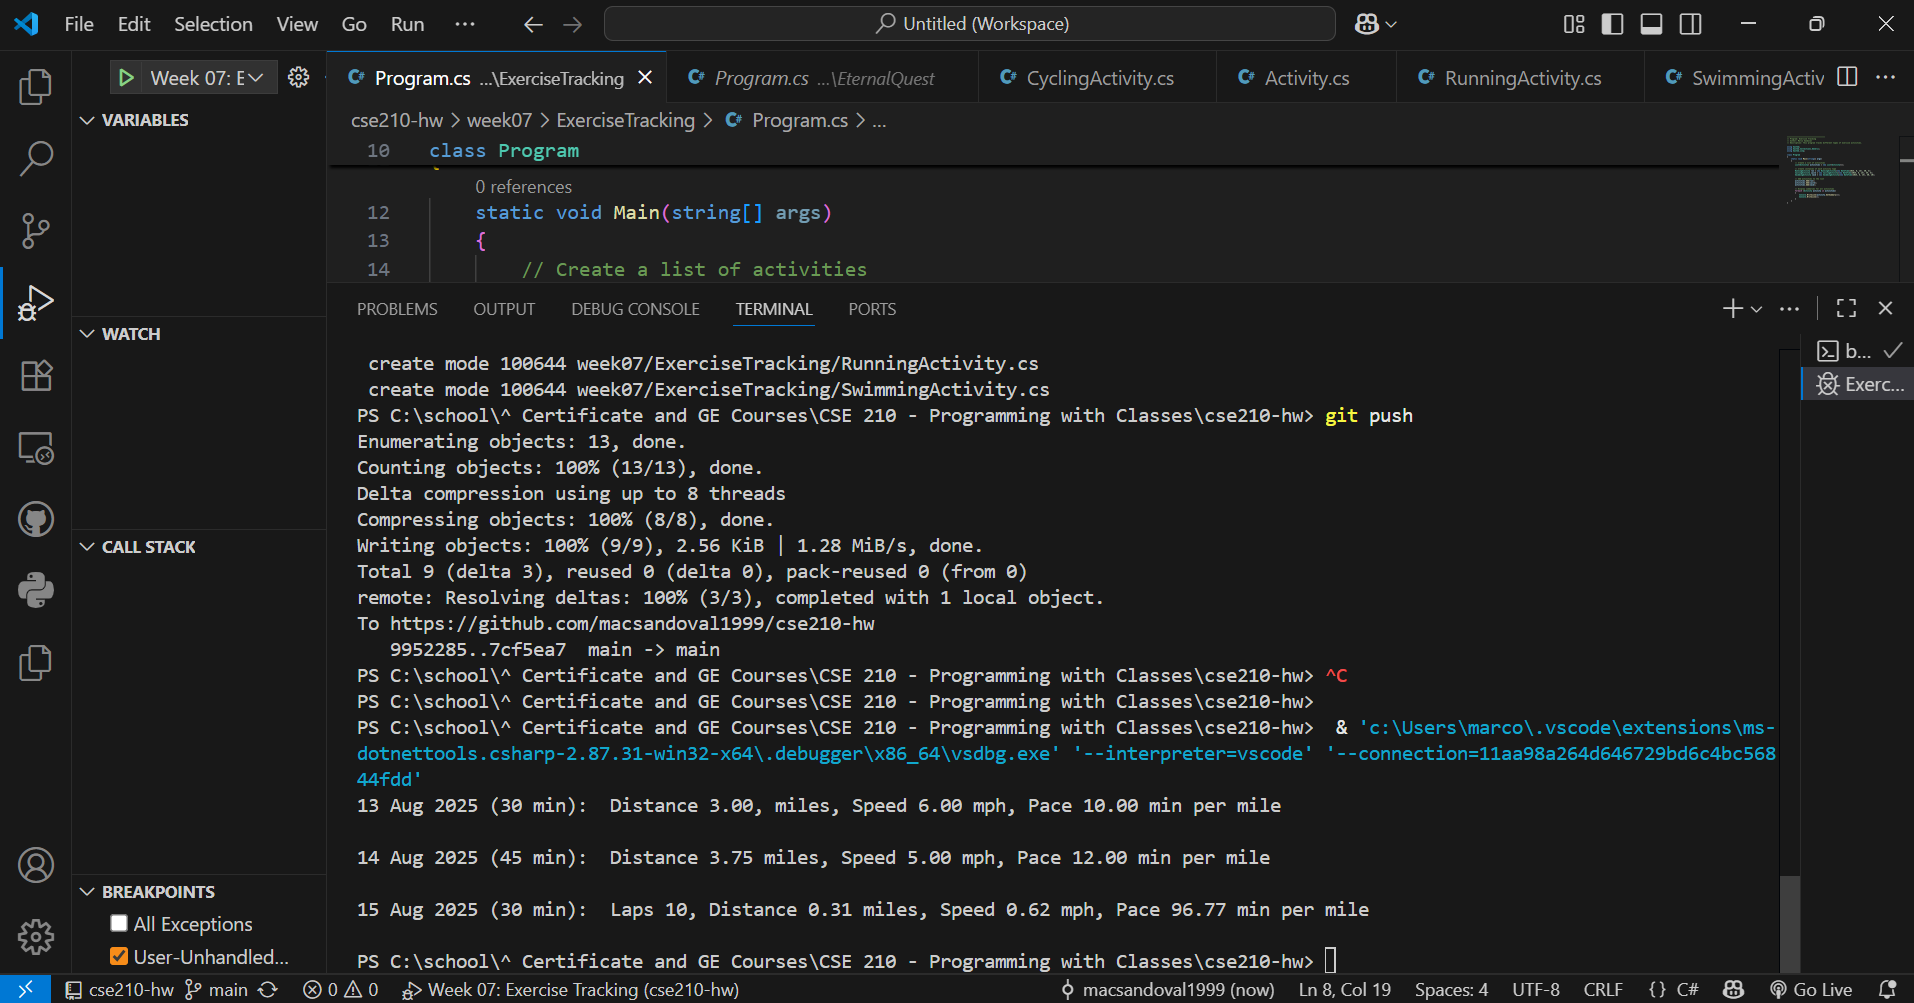 File Edit Selection View Go Run ··· Untitled (Workspace)
Week 07: E
Program.cs ...\ExerciseTracking Program.cs ...\EternalQuest CyclingActivity.cs Activity.cs RunningActivity.cs SwimmingActiv ···
cse210-hw > week07 > ExerciseTracking > Program.cs > ...
VARIABLES
10 class Program
{
0 references
12 static void Main(string[] args)
13 {
14 // Create a list of activities
PROBLEMS OUTPUT DEBUG CONSOLE TERMINAL PORTS
WATCH
CALL STACK
BREAKPOINTS
All Exceptions
User-Unhandled...
create mode 100644 week07/ExerciseTracking/RunningActivity.cs
create mode 100644 week07/ExerciseTracking/SwimmingActivity.cs
PS C:\school\^ Certificate and GE Courses\CSE 210 - Programming with Classes\cse210-hw> git push
Enumerating objects: 13, done.
Counting objects: 100% (13/13), done.
Delta compression using up to 8 threads
Compressing objects: 100% (8/8), done.
Writing objects: 100% (9/9), 2.56 KiB | 1.28 MiB/s, done.
Total 9 (delta 3), reused 0 (delta 0), pack-reused 0 (from 0)
remote: Resolving deltas: 100% (3/3), completed with 1 local object.
To https://github.com/macsandoval1999/cse210-hw
9952285..7cf5ea7  main -> main
PS C:\school\^ Certificate and GE Courses\CSE 210 - Programming with Classes\cse210-hw> ^C
PS C:\school\^ Certificate and GE Courses\CSE 210 - Programming with Classes\cse210-hw>
PS C:\school\^ Certificate and GE Courses\CSE 210 - Programming with Classes\cse210-hw>  & 'c:\Users\marco\.vscode\extensions\ms-
dotnettools.csharp-2.87.31-win32-x64\.debugger\x86_64\vsdbg.exe' '--interpreter=vscode' '--connection=11aa98a264d646729bd6c4bc568
44fdd'
13 Aug 2025 (30 min):  Distance 3.00, miles, Speed 6.00 mph, Pace 10.00 min per mile
14 Aug 2025 (45 min):  Distance 3.75 miles, Speed 5.00 mph, Pace 12.00 min per mile
15 Aug 2025 (30 min):  Laps 10, Distance 0.31 miles, Speed 0.62 mph, Pace 96.77 min per mile
PS C:\school\^ Certificate and GE Courses\CSE 210 - Programming with Classes\cse210-hw>
b...
Exerc...
cse210-hw main 0 0 Week 07: Exercise Tracking (cse210-hw) macsandoval1999 (now) Ln 8, Col 19 Spaces: 4 UTF-8 CRLF {} C# Go Live